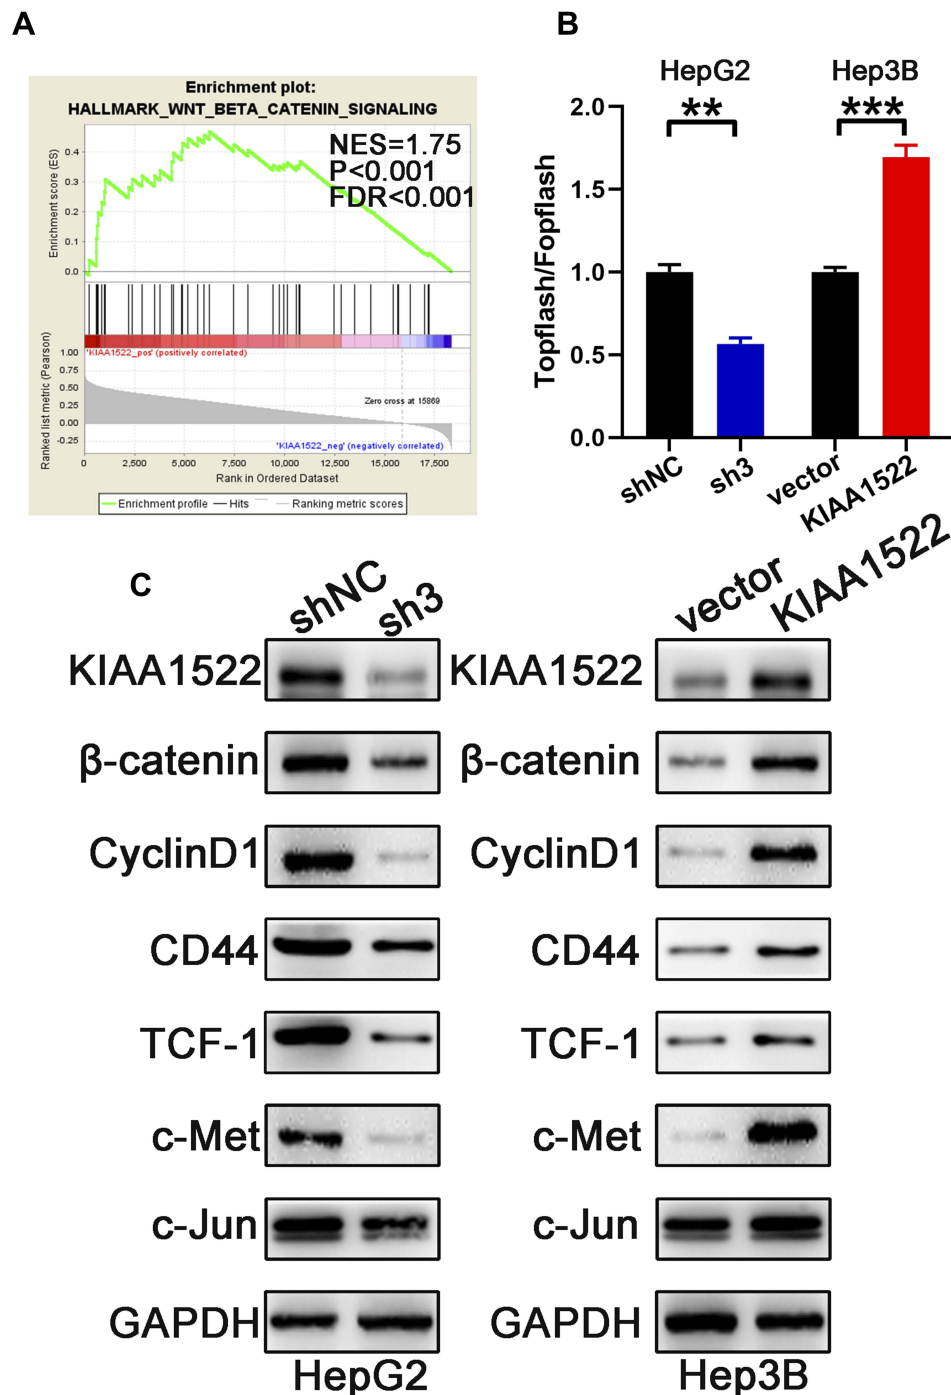 A
Enrichment plot:
HALLMARK_WNT_BETA_CATENIN_SIGNALING
NES=1.75
P<0.001
FDR<0.001
Enrichment score (ES)
0.4
0.3
0.2
0.1
0.0
Ranked list metric (Pearson)
1.00
0.75
0.50
0.25
0.00
-0.25
'KIAA1522_pos' (positively correlated)
Zero cross at 15869
'KIAA1522_neg' (negatively correlated)
0 2,500 5,000 7,500 10,000 12,500 15,000 17,500
Rank in Ordered Dataset
Enrichment profile Hits Ranking metric scores
B
HepG2 Hep3B
** ***
Topflash/Fopflash
2.0
1.5
1.0
0.5
0.0
shNC sh3 vector KIAA1522
C
shNC sh3 vector KIAA1522
KIAA1522 KIAA1522
β-catenin β-catenin
CyclinD1 CyclinD1
CD44 CD44
TCF-1 TCF-1
c-Met c-Met
c-Jun c-Jun
GAPDH GAPDH
HepG2 Hep3B